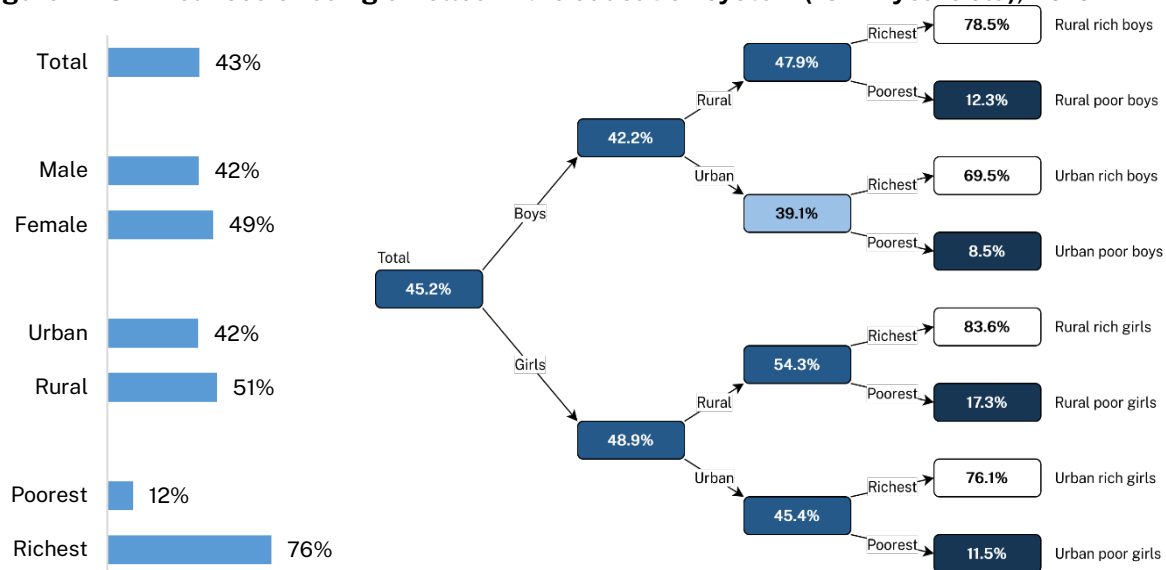 Total 43%
Male 42%
Female 49%
Urban 42%
Rural 51%
Poorest 12%
Richest 76%
Total
45.2%
Boys
Girls
42.2%
48.9%
Rural
Urban
Rural
Urban
47.9%
39.1%
54.3%
45.4%
Richest 78.5% Rural rich boys
Poorest 12.3% Rural poor boys
Richest 69.5% Urban rich boys
Poorest 8.5% Urban poor boys
Richest 83.6% Rural rich girls
Poorest 17.3% Rural poor girls
Richest 76.1% Urban rich girls
Poorest 11.5% Urban poor girls